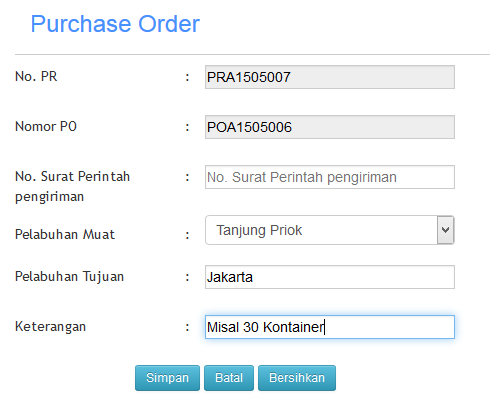 Purchase Order
No. PR : PRA1505007
Nomor PO : POA1505006
No. Surat Perintah pengiriman : No. Surat Perintah pengiriman
Pelabuhan Muat : Tanjung Priok
Pelabuhan Tujuan : Jakarta
Keterangan : Misal 30 Kontainer
Simpan Batal Bersihkan